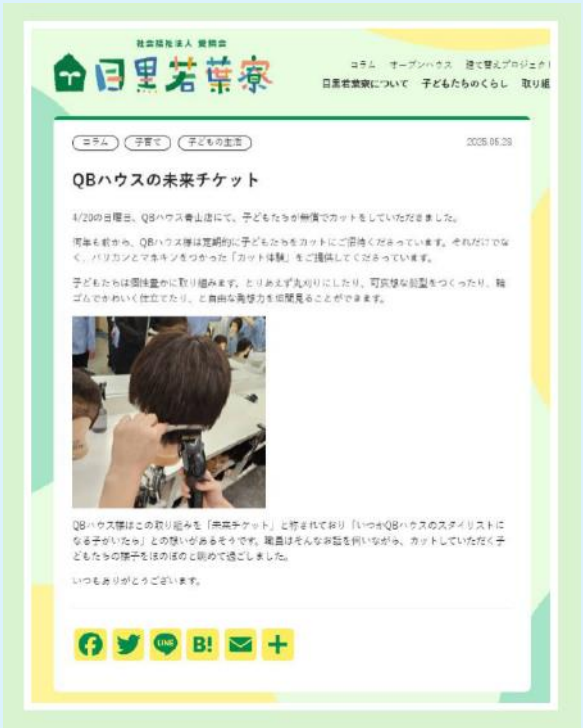 社会福祉法人 愛隣会
目黒若葉寮
コラム オープンハウス 建て替えプロジェクト
目黒若葉寮について 子どもたちのくらし 取り組
コラム 子育て 子どもの生活
2025.05.28
QBハウスの未来チケット
4/20の日曜日、QBハウス青山店にて、子どもたちが無償でカットをしていただきました。
何年も前から、QBハウス様は定期的に子どもたちをカットにご招待くださっています。それだけでな
く、バリカンとマネキンをつかった「カット体験」をご提供してくださっています。
子どもたちは個性豊かに取り組みます。とりあえず丸刈りにしたり、可哀想な髪型をつくったり、輪
ゴムでかわいく仕立てたり、と自由な発想力を垣間見ることができます。
QBハウス様はこの取り組みを「未来チケット」と称されており「いつかQBハウスのスタイリストに
なる子がいたら」との想いがあるそうです。職員はそんなお話を伺いながら、カットしていただく子
どもたちの様子をほのぼのと眺めて過ごしました。
いつもありがとうございます。
LINE B!